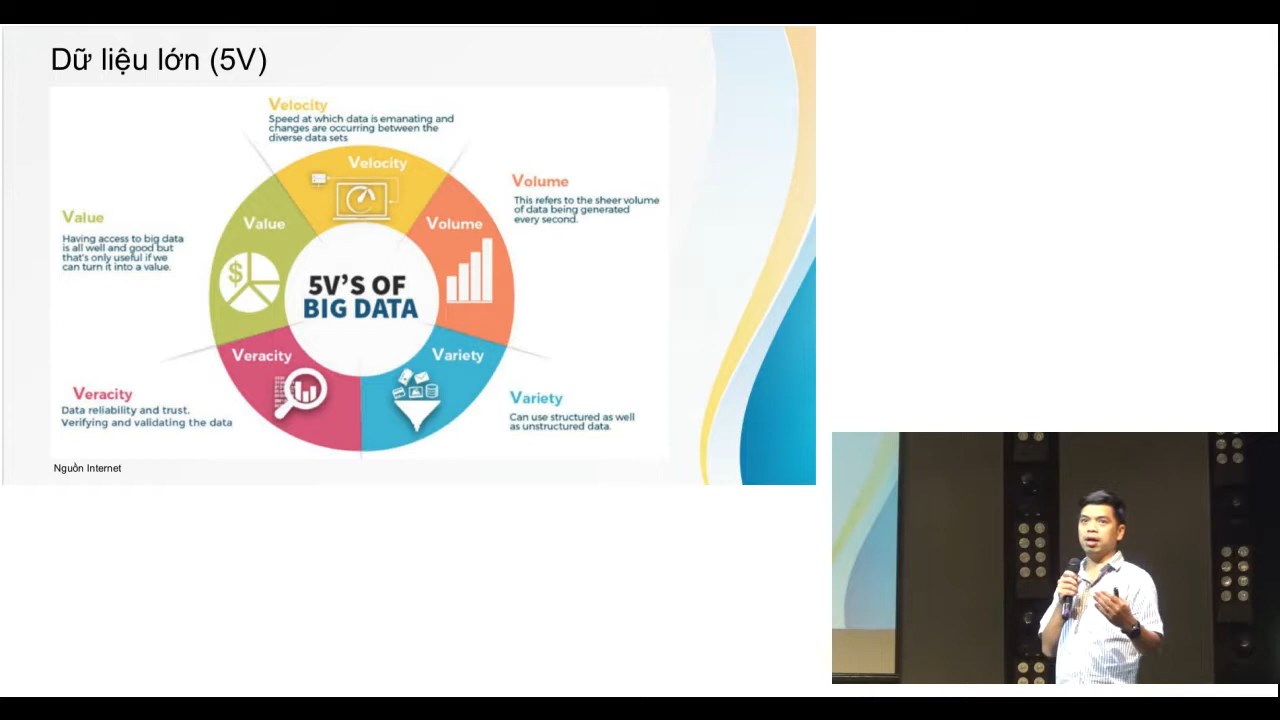 Dữ liệu lớn (5V)
Velocity
Speed at which data is emanating and
changes are occurring between the
diverse data sets
Velocity
Volume
This refers to the sheer volume
of data being generated
every second.
Value
Having access to big data
is all well and good but
that's only useful if we
can turn it into a value.
Value
Volume
5V'S OF
BIG DATA
Veracity
Variety
Veracity
Data reliability and trust.
Verifying and validating the data
Variety
Can use structured as well
as unstructured data.
Nguồn Internet